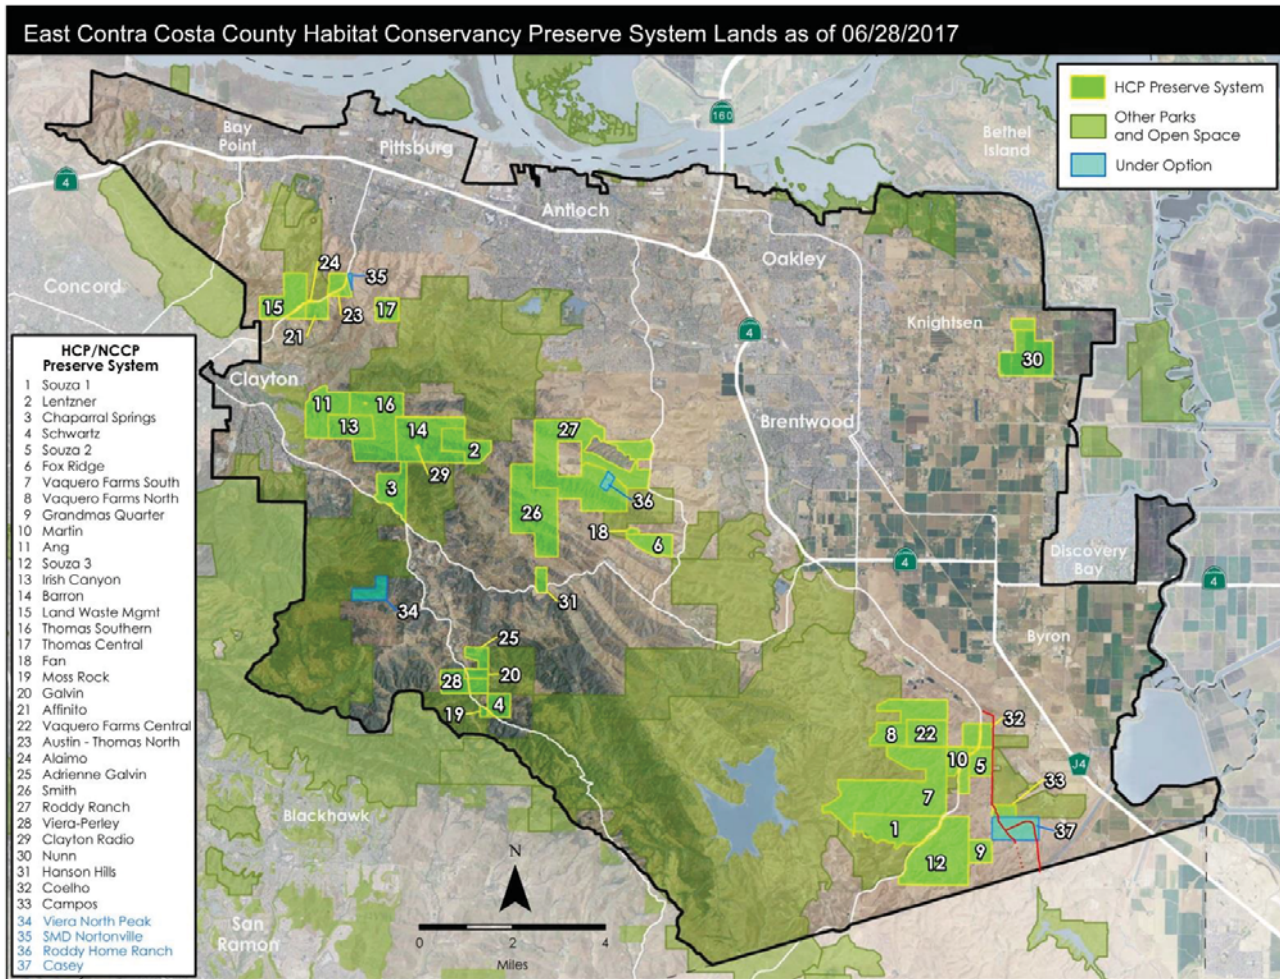 East Contra Costa County Habitat Conservancy Preserve System Lands as of 06/28/2017
HCP Preserve System
Other Parks
and Open Space
Under Option
160
4
Bay
Point
Pittsburg
Bethel
Island
Antloch
Oakley
Concord
24
35
15
17
23
21
4
Knightsen
30
Clayton
11
16
13
14
2
29
3
27
Brentwood
36
26
18
6
31
4
Discovery
Bay
4
34
Byron
25
28
20
19
4
8
22
32
10
5
J4
7
33
1
37
12
9
Blackhawk
San
Ramon
N
0
2
4
Miles
HCP/NCCP
Preserve System
1 Souza 1
2 Lentzner
3 Chaparral Springs
4 Schwartz
5 Souza 2
6 Fox Ridge
7 Vaquero Farms South
8 Vaquero Farms North
9 Grandmas Quarter
10 Martin
11 Ang
12 Souza 3
13 Irish Canyon
14 Barron
15 Land Waste Mgmt
16 Thomas Southern
17 Thomas Central
18 Fan
19 Moss Rock
20 Galvin
21 Affinito
22 Vaquero Farms Central
23 Austin - Thomas North
24 Alaimo
25 Adrienne Galvin
26 Smith
27 Roddy Ranch
28 Viera-Perley
29 Clayton Radio
30 Nunn
31 Hanson Hills
32 Coelho
33 Campos
34 Viera North Peak
35 SMD Nortonville
36 Roddy Home Ranch
37 Casey